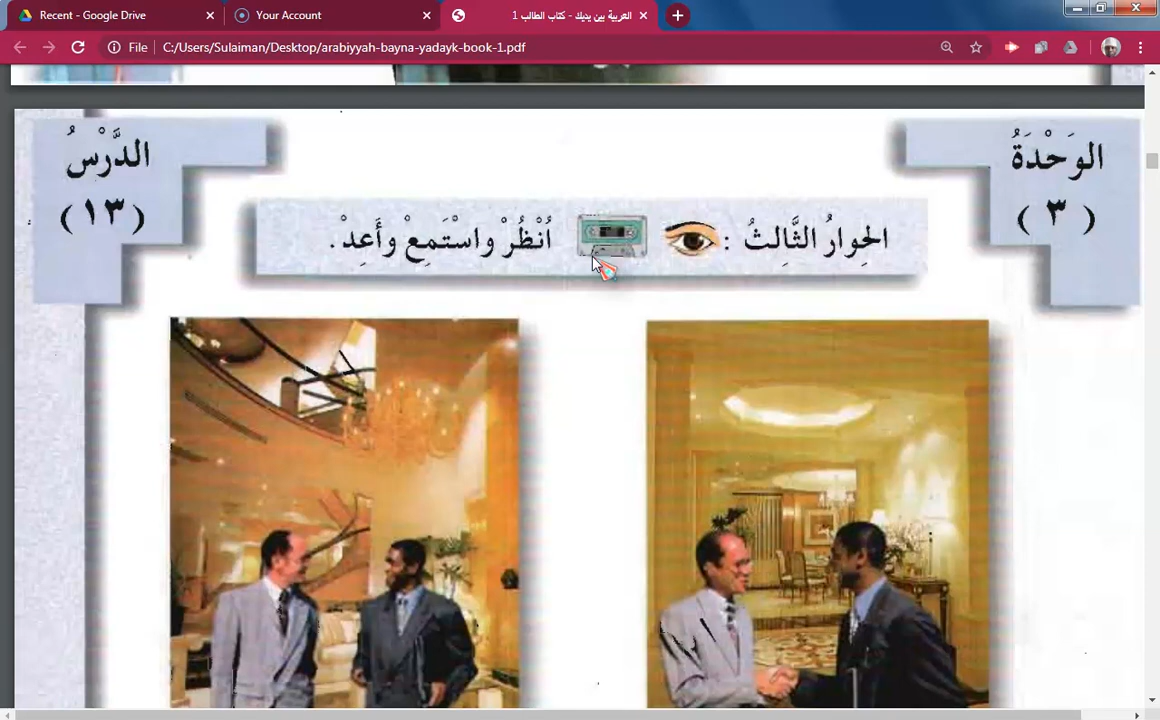 Recent - Google Drive
Your Account
العربية بين يديك - كتاب الطالب 1
File
C:/Users/Sulaiman/Desktop/arabiyyah-bayna-yadayk-book-1.pdf
الوَحْدَةُ
(٣)
الدَّرْسُ
(١٣)
الحِوارُ الثَّالِثُ : اُنْظُرْ واسْتَمِعْ وأَعِدْ.